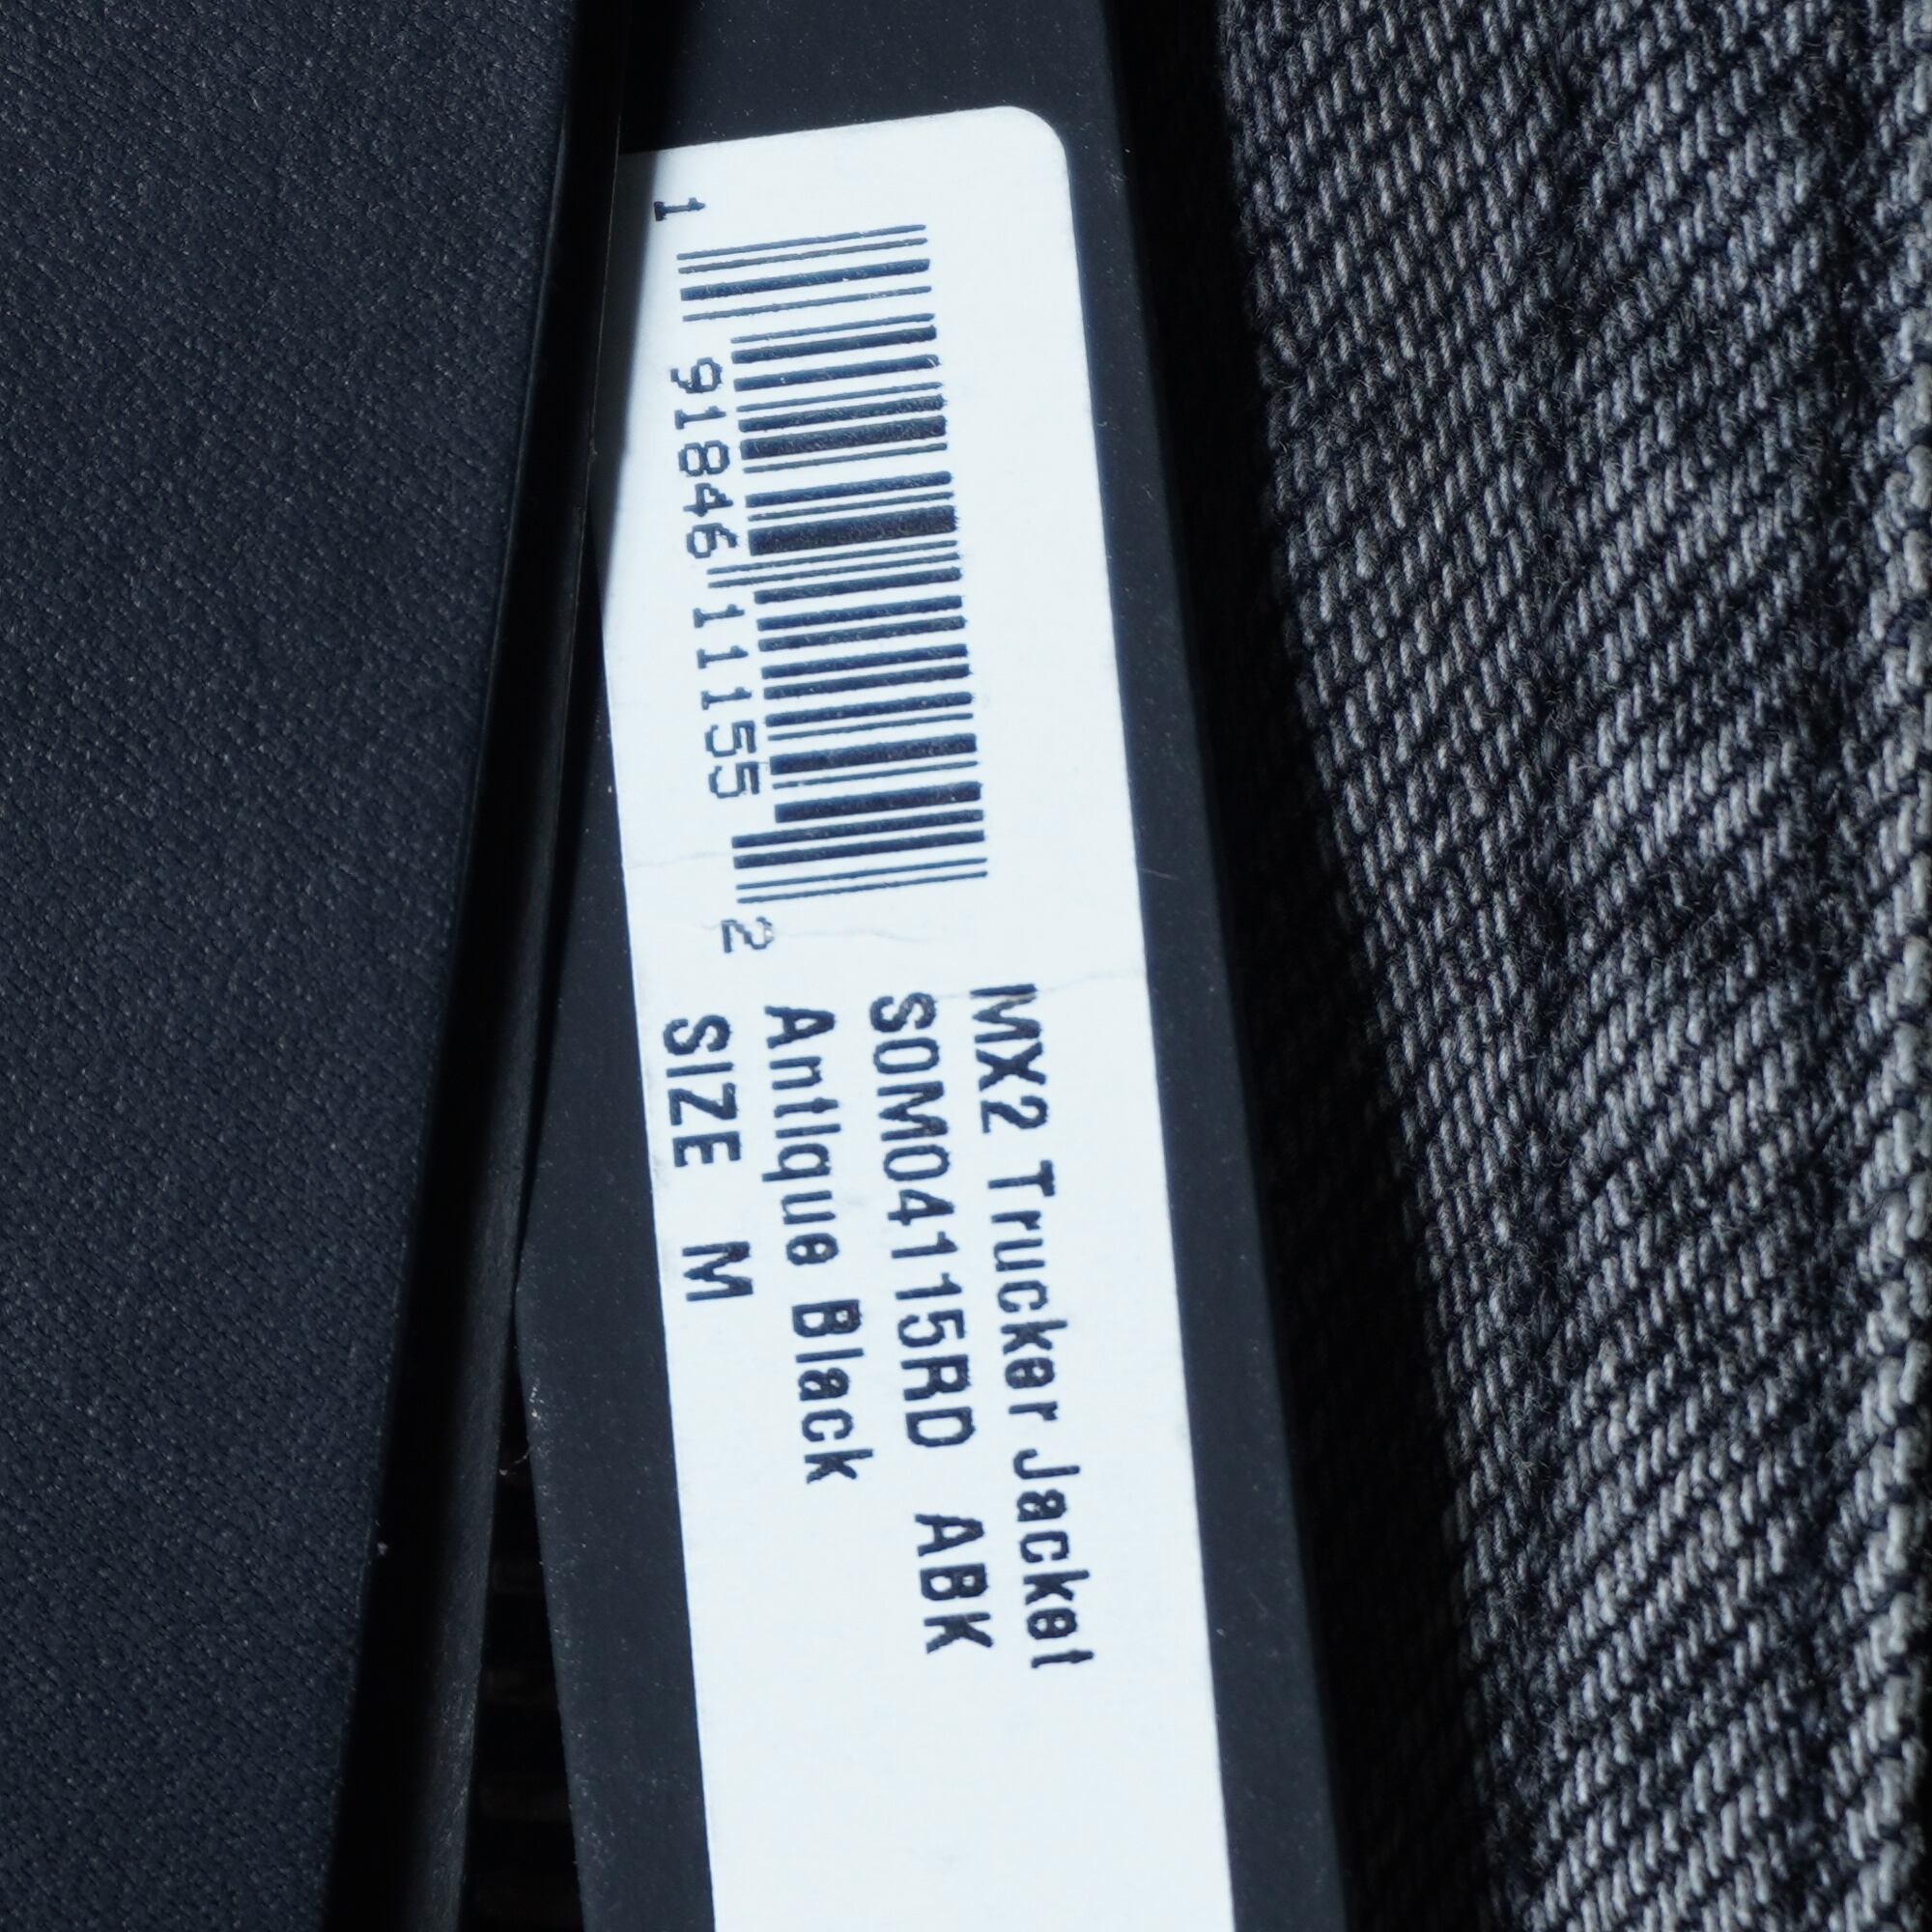 1 91846 11155 2
MX2 Trucker Jacket
S0M04115RD ABK
Antique Black
SIZE M